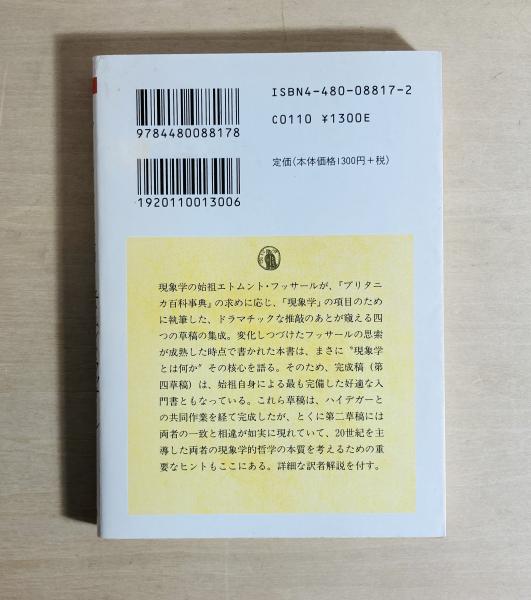 ISBN4-480-08817-2
C0110 ¥1300E
9784480088178
定価(本体価格1300円+税)
1920110013006
現象学の始祖エトムント・フッサールが、『ブリタニ
カ百科事典』の求めに応じ、「現象学」の項目のため
に執筆した、ドラマチックな推敲のあとが窺える四
つの草稿の集成。変化しつづけたフッサールの思索
が成熟した時点で書かれた本書は、まさに〝現象学
とは何か〟その核心を語る。そのため、完成稿(第
四草稿)は、始祖自身による最も完備した好適な入
門書ともなっている。これら草稿は、ハイデガーと
の共同作業を経て完成したが、とくに第二草稿には
両者の一致と相違が如実に現れていて、20世紀を主
導した両者の現象学的哲学の本質を考えるための重
要なヒントもここにある。詳細な訳者解説を付す。